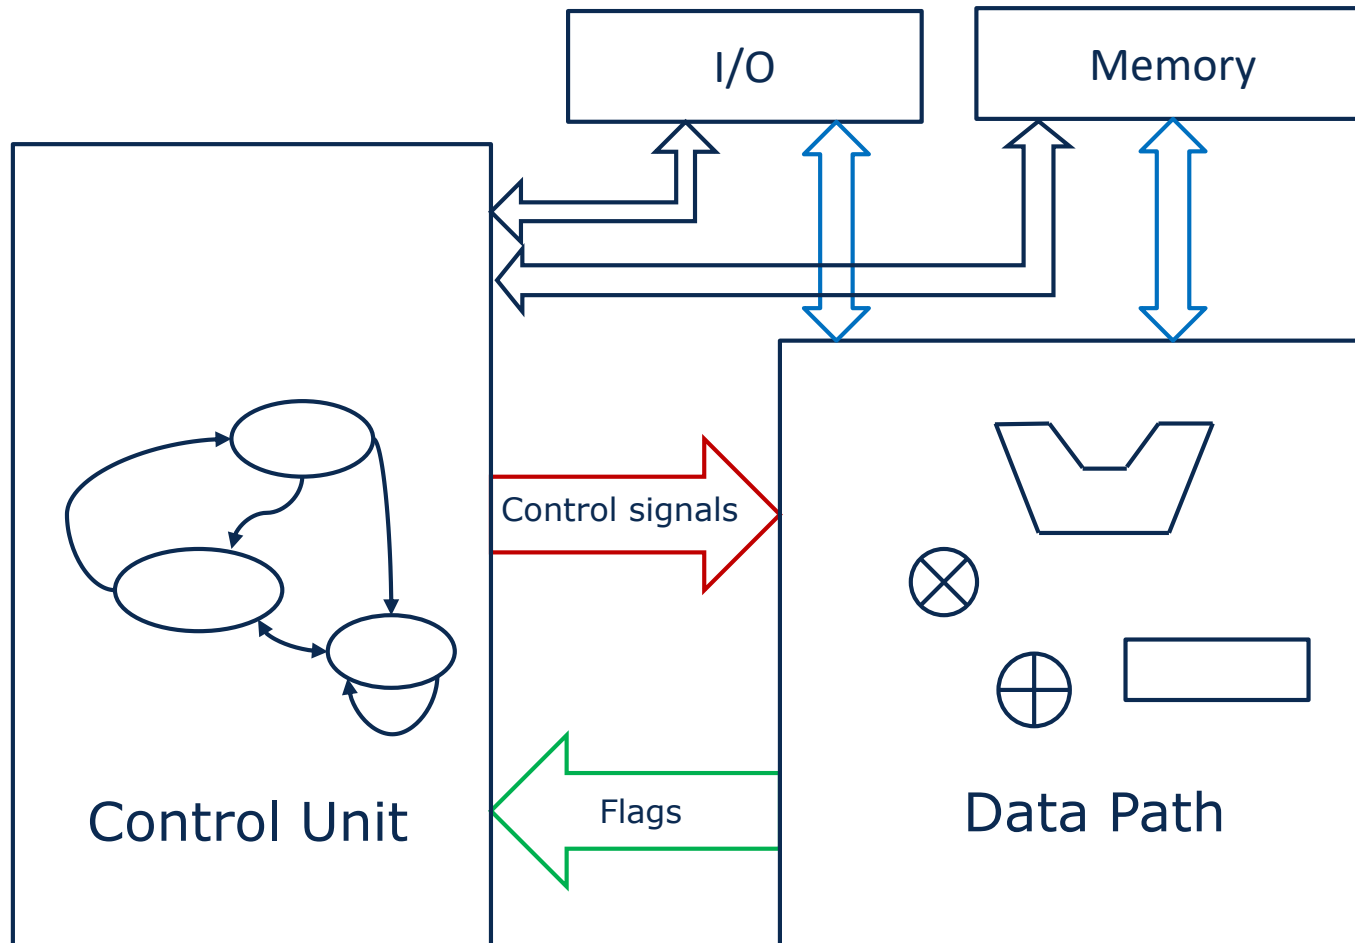 I/O
Memory
Control signals
Flags
Control Unit
Data Path